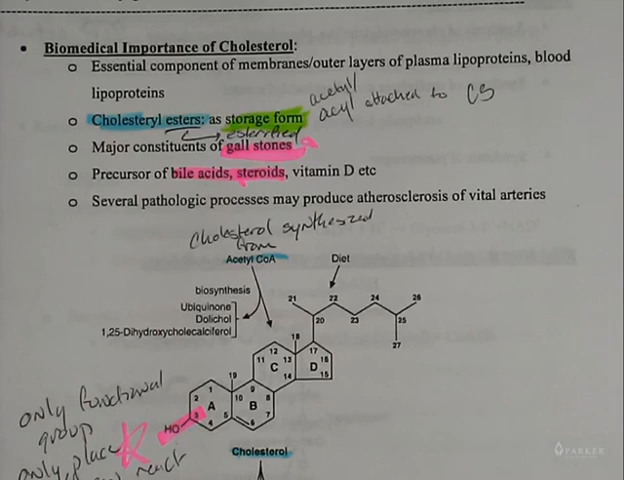 Biomedical Importance of Cholesterol:
Essential component of membranes/outer layers of plasma lipoproteins, blood
lipoproteins
acetyl/
acyl attached to C3
Cholesteryl esters: as storage form
esterified
Major constituents of gall stones
Precursor of bile acids, steroids, vitamin D etc
Several pathologic processes may produce atherosclerosis of vital arteries
Cholesterol synthesized
from
Acetyl CoA
Diet
biosynthesis
Ubiquinone
Dolichol
1,25-Dihydroxycholecalciferol
21 22 24 26
20 23 25
27
18 17
12
11 13 16
C D
14 15
19
1 9
2 10 8
A B
3 5 7
4 6
HO
only functional
group
only place
react
Cholesterol
PARKER